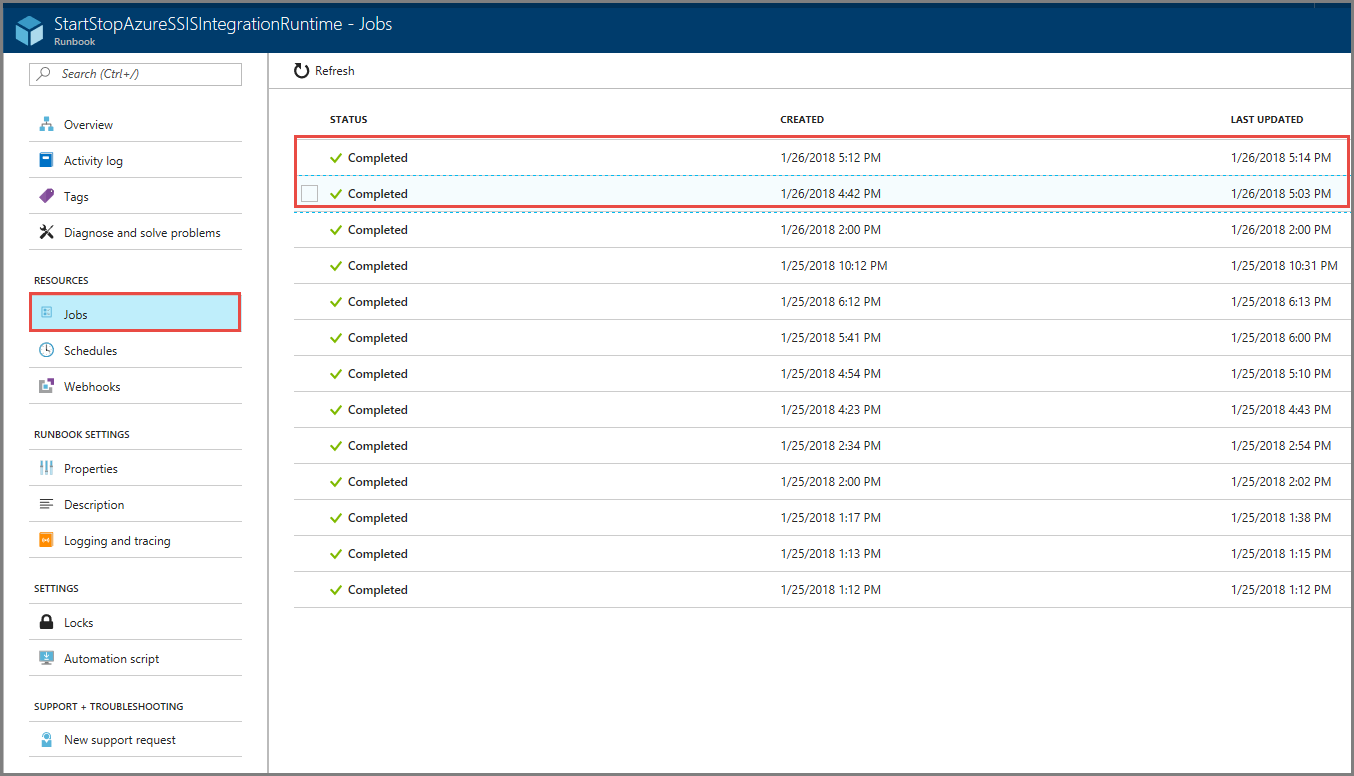 StartStopAzureSSISIntegrationRuntime - Jobs
Runbook
Search (Ctrl+/)
Overview
Activity log
Tags
Diagnose and solve problems
RESOURCES
Jobs
Schedules
Webhooks
RUNBOOK SETTINGS
Properties
Description
Logging and tracing
SETTINGS
Locks
Automation script
SUPPORT + TROUBLESHOOTING
New support request
Refresh
STATUS CREATED LAST UPDATED
Completed 1/26/2018 5:12 PM 1/26/2018 5:14 PM
Completed 1/26/2018 4:42 PM 1/26/2018 5:03 PM
Completed 1/26/2018 2:00 PM 1/26/2018 2:00 PM
Completed 1/25/2018 10:12 PM 1/25/2018 10:31 PM
Completed 1/25/2018 6:12 PM 1/25/2018 6:13 PM
Completed 1/25/2018 5:41 PM 1/25/2018 6:00 PM
Completed 1/25/2018 4:54 PM 1/25/2018 5:10 PM
Completed 1/25/2018 4:23 PM 1/25/2018 4:43 PM
Completed 1/25/2018 2:34 PM 1/25/2018 2:54 PM
Completed 1/25/2018 2:00 PM 1/25/2018 2:02 PM
Completed 1/25/2018 1:17 PM 1/25/2018 1:38 PM
Completed 1/25/2018 1:13 PM 1/25/2018 1:15 PM
Completed 1/25/2018 1:12 PM 1/25/2018 1:12 PM